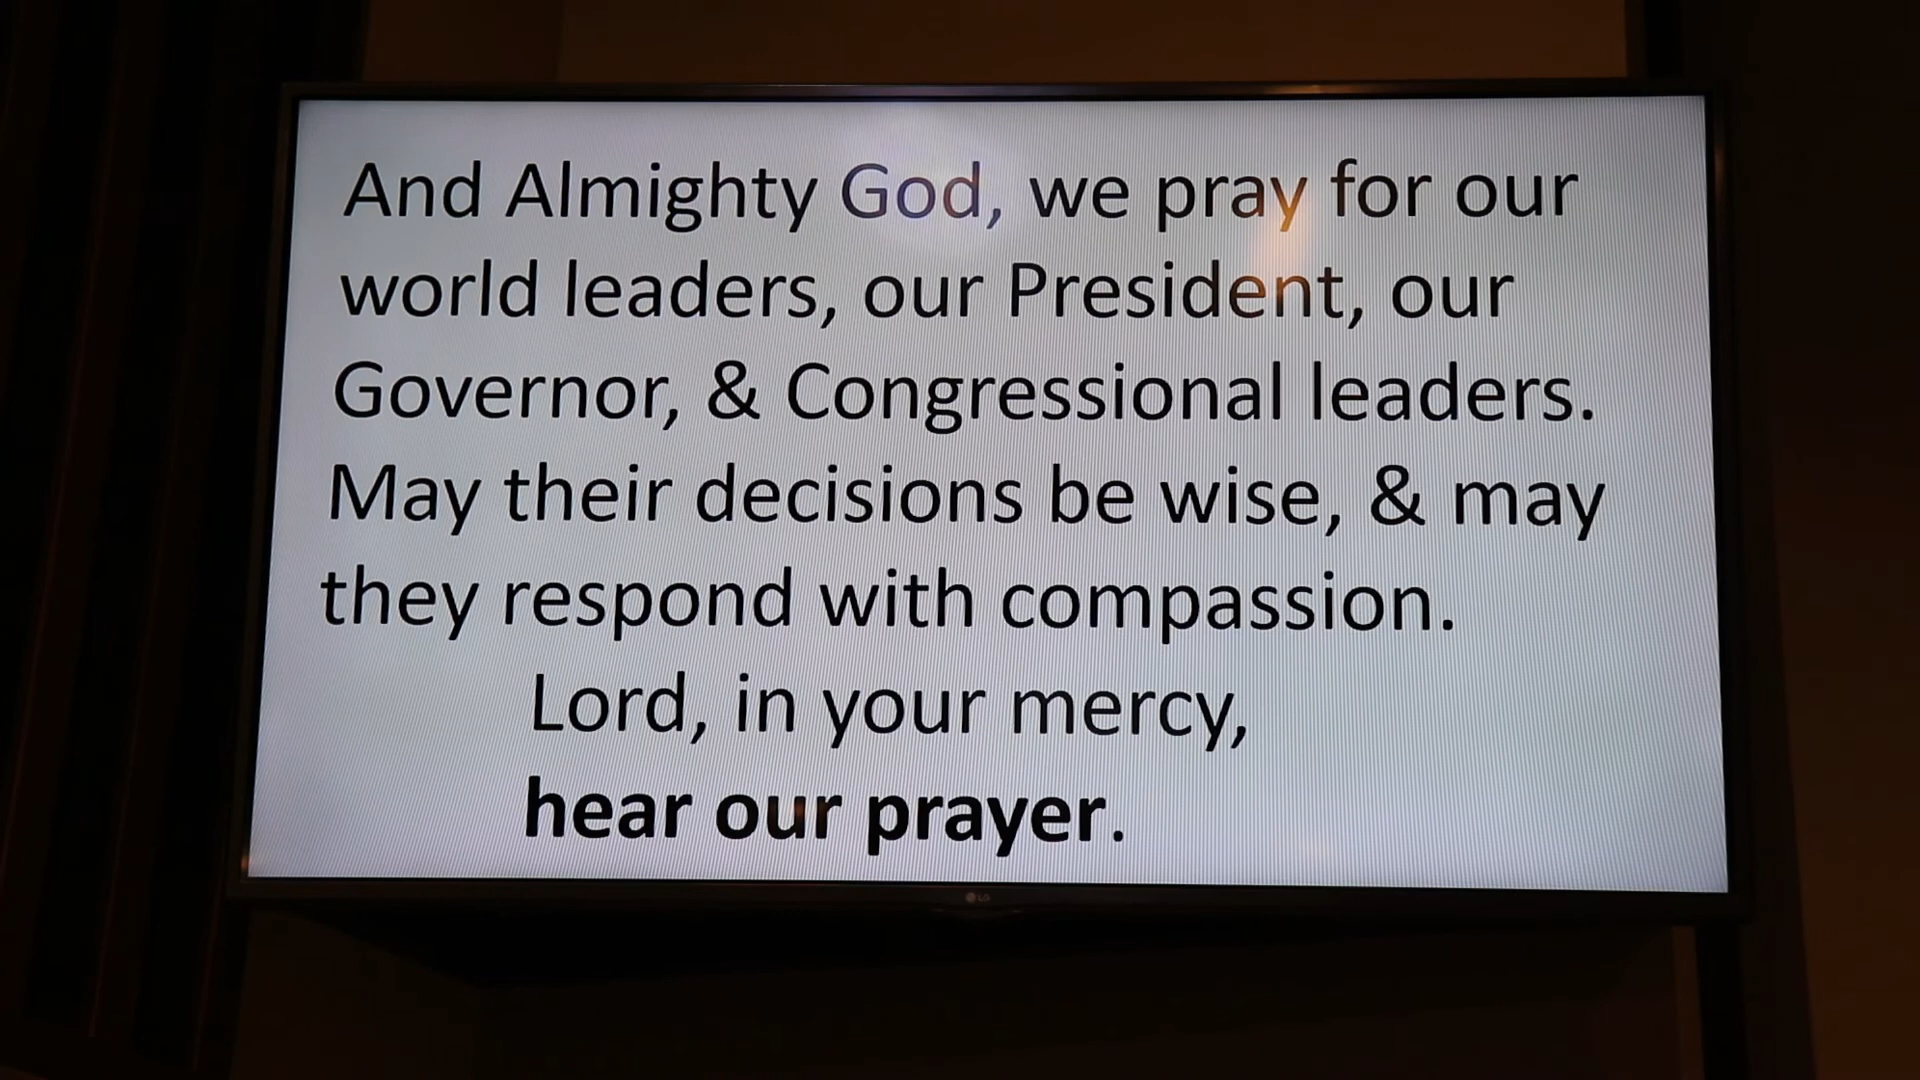 And Almighty God, we pray for our
world leaders, our President, our
Governor, & Congressional leaders.
May their decisions be wise, & may
they respond with compassion.
Lord, in your mercy,
hear our prayer.
LG